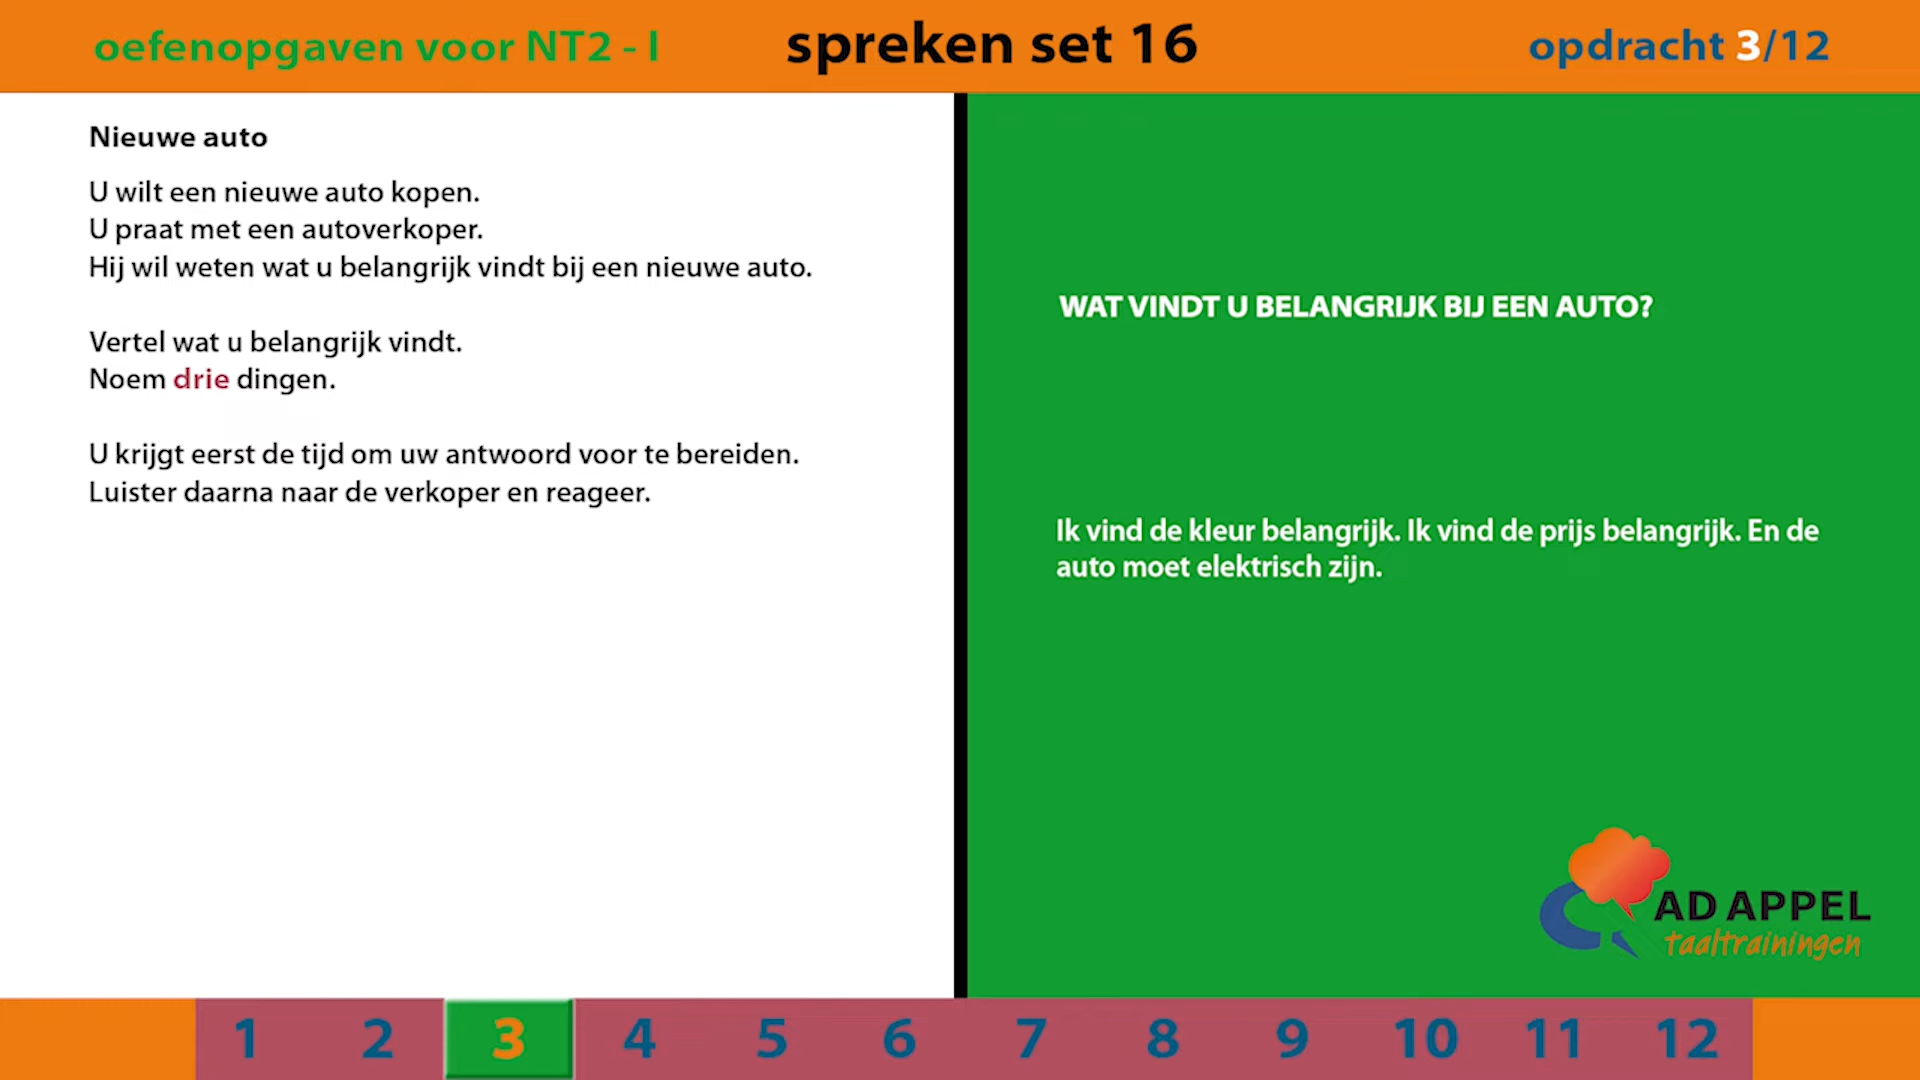 oefenopgaven voor NT2 - I
spreken set 16
opdracht 3/12
Nieuwe auto
U wilt een nieuwe auto kopen.
U praat met een autoverkoper.
Hij wil weten wat u belangrijk vindt bij een nieuwe auto.
Vertel wat u belangrijk vindt.
Noem drie dingen.
U krijgt eerst de tijd om uw antwoord voor te bereiden.
Luister daarna naar de verkoper en reageer.
WAT VINDT U BELANGRIJK BIJ EEN AUTO?
Ik vind de kleur belangrijk. Ik vind de prijs belangrijk. En de
auto moet elektrisch zijn.
AD APPEL
taaltrainingen
1 2 3 4 5 6 7 8 9 10 11 12